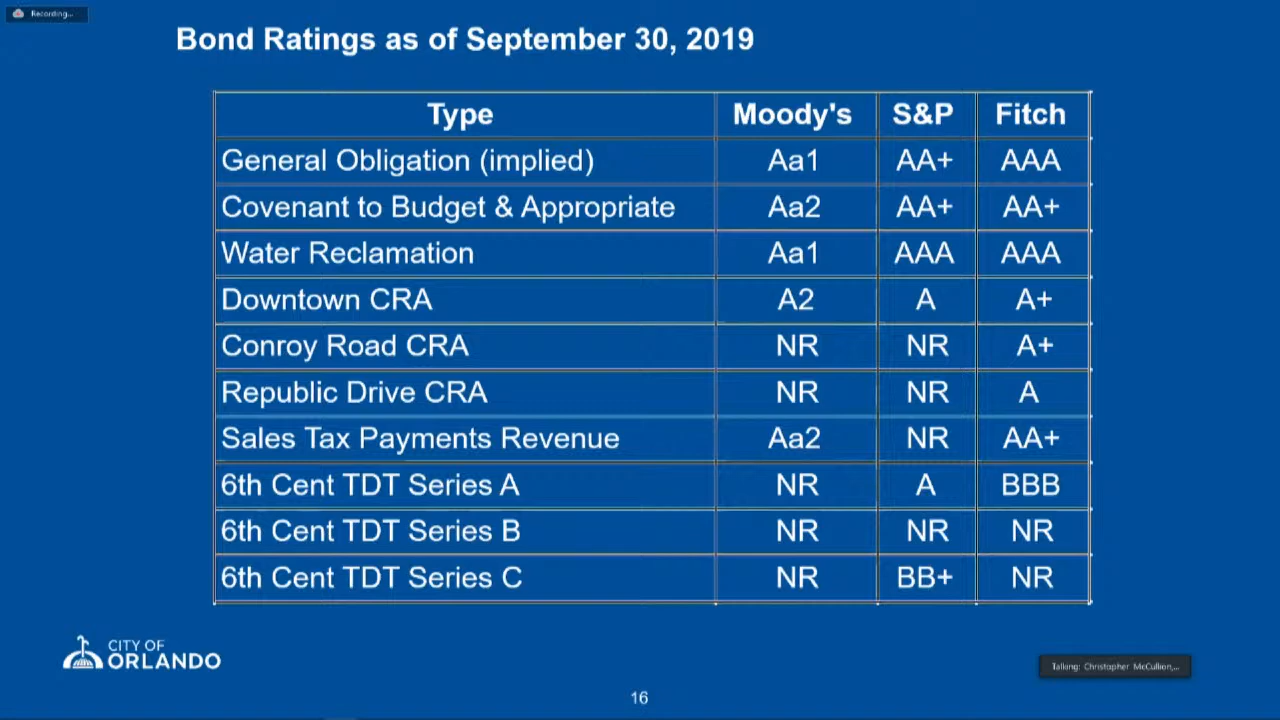 Recording...
Bond Ratings as of September 30, 2019
Type Moody's S&P Fitch
General Obligation (implied) Aa1 AA+ AAA
Covenant to Budget & Appropriate Aa2 AA+ AA+
Water Reclamation Aa1 AAA AAA
Downtown CRA A2 A A+
Conroy Road CRA NR NR A+
Republic Drive CRA NR NR A
Sales Tax Payments Revenue Aa2 NR AA+
6th Cent TDT Series A NR A BBB
6th Cent TDT Series B NR NR NR
6th Cent TDT Series C NR BB+ NR
CITY OF
ORLANDO
Talking: Christopher McCullion,...
16